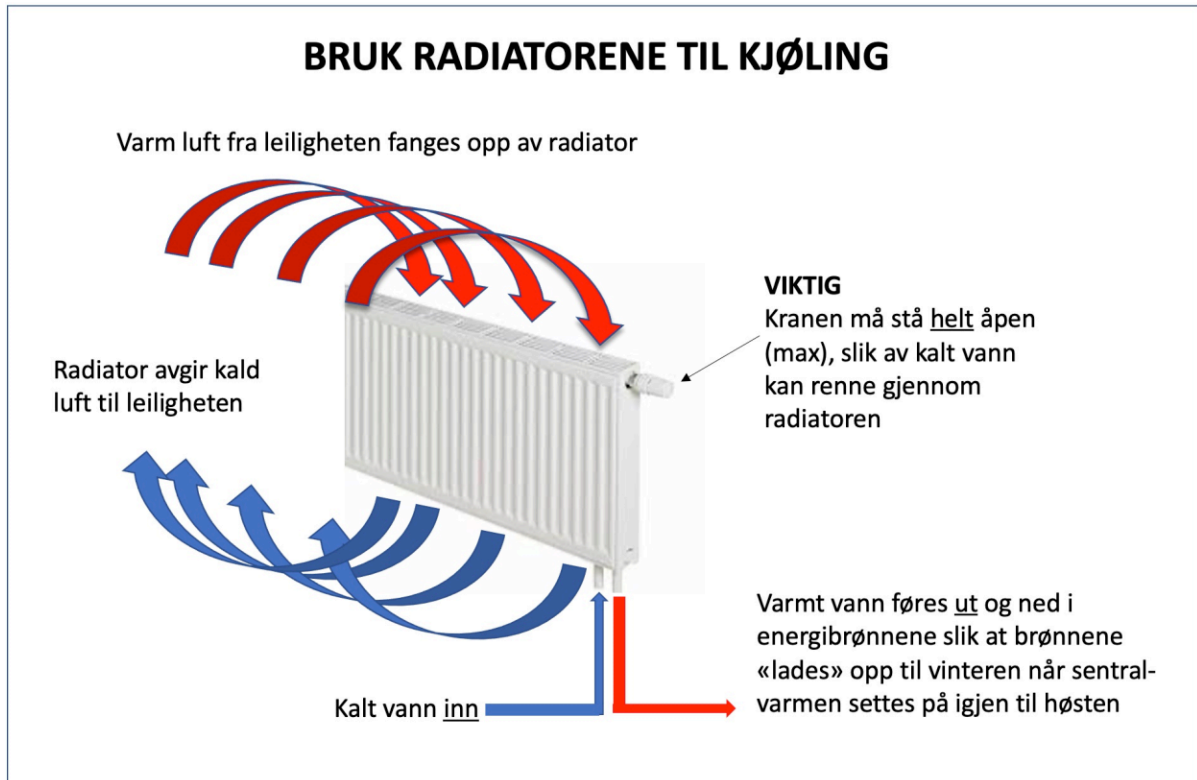 BRUK RADIATORENE TIL KJØLING
Varm luft fra leiligheten fanges opp av radiator
VIKTIG
Kranen må stå helt åpen
(max), slik av kalt vann
kan renne gjennom
radiatoren
Radiator avgir kald
luft til leiligheten
Varmt vann føres ut og ned i
energibrønnene slik at brønnene
«lades» opp til vinteren når sentral-
varmen settes på igjen til høsten
Kalt vann inn